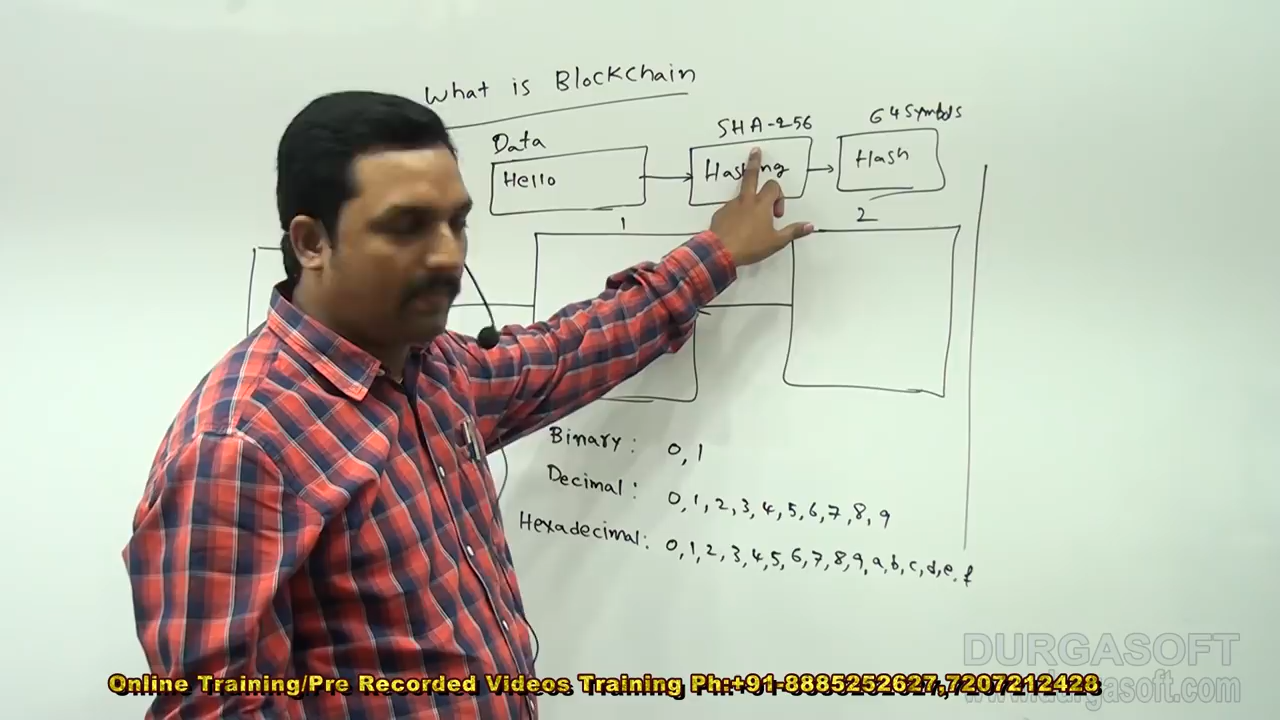 What is Blockchain
SHA-256
64 Symbols
Data
Hello
Hashing
Hash
1
2
Binary: 0, 1
Decimal: 0, 1, 2, 3, 4, 5, 6, 7, 8, 9
Hexadecimal: 0, 1, 2, 3, 4, 5, 6, 7, 8, 9, a, b, c, d, e, f
DURGASOFT
www.durgasoft.com
Online Training/Pre Recorded Videos Training Ph:+91-8885252627,7207212428